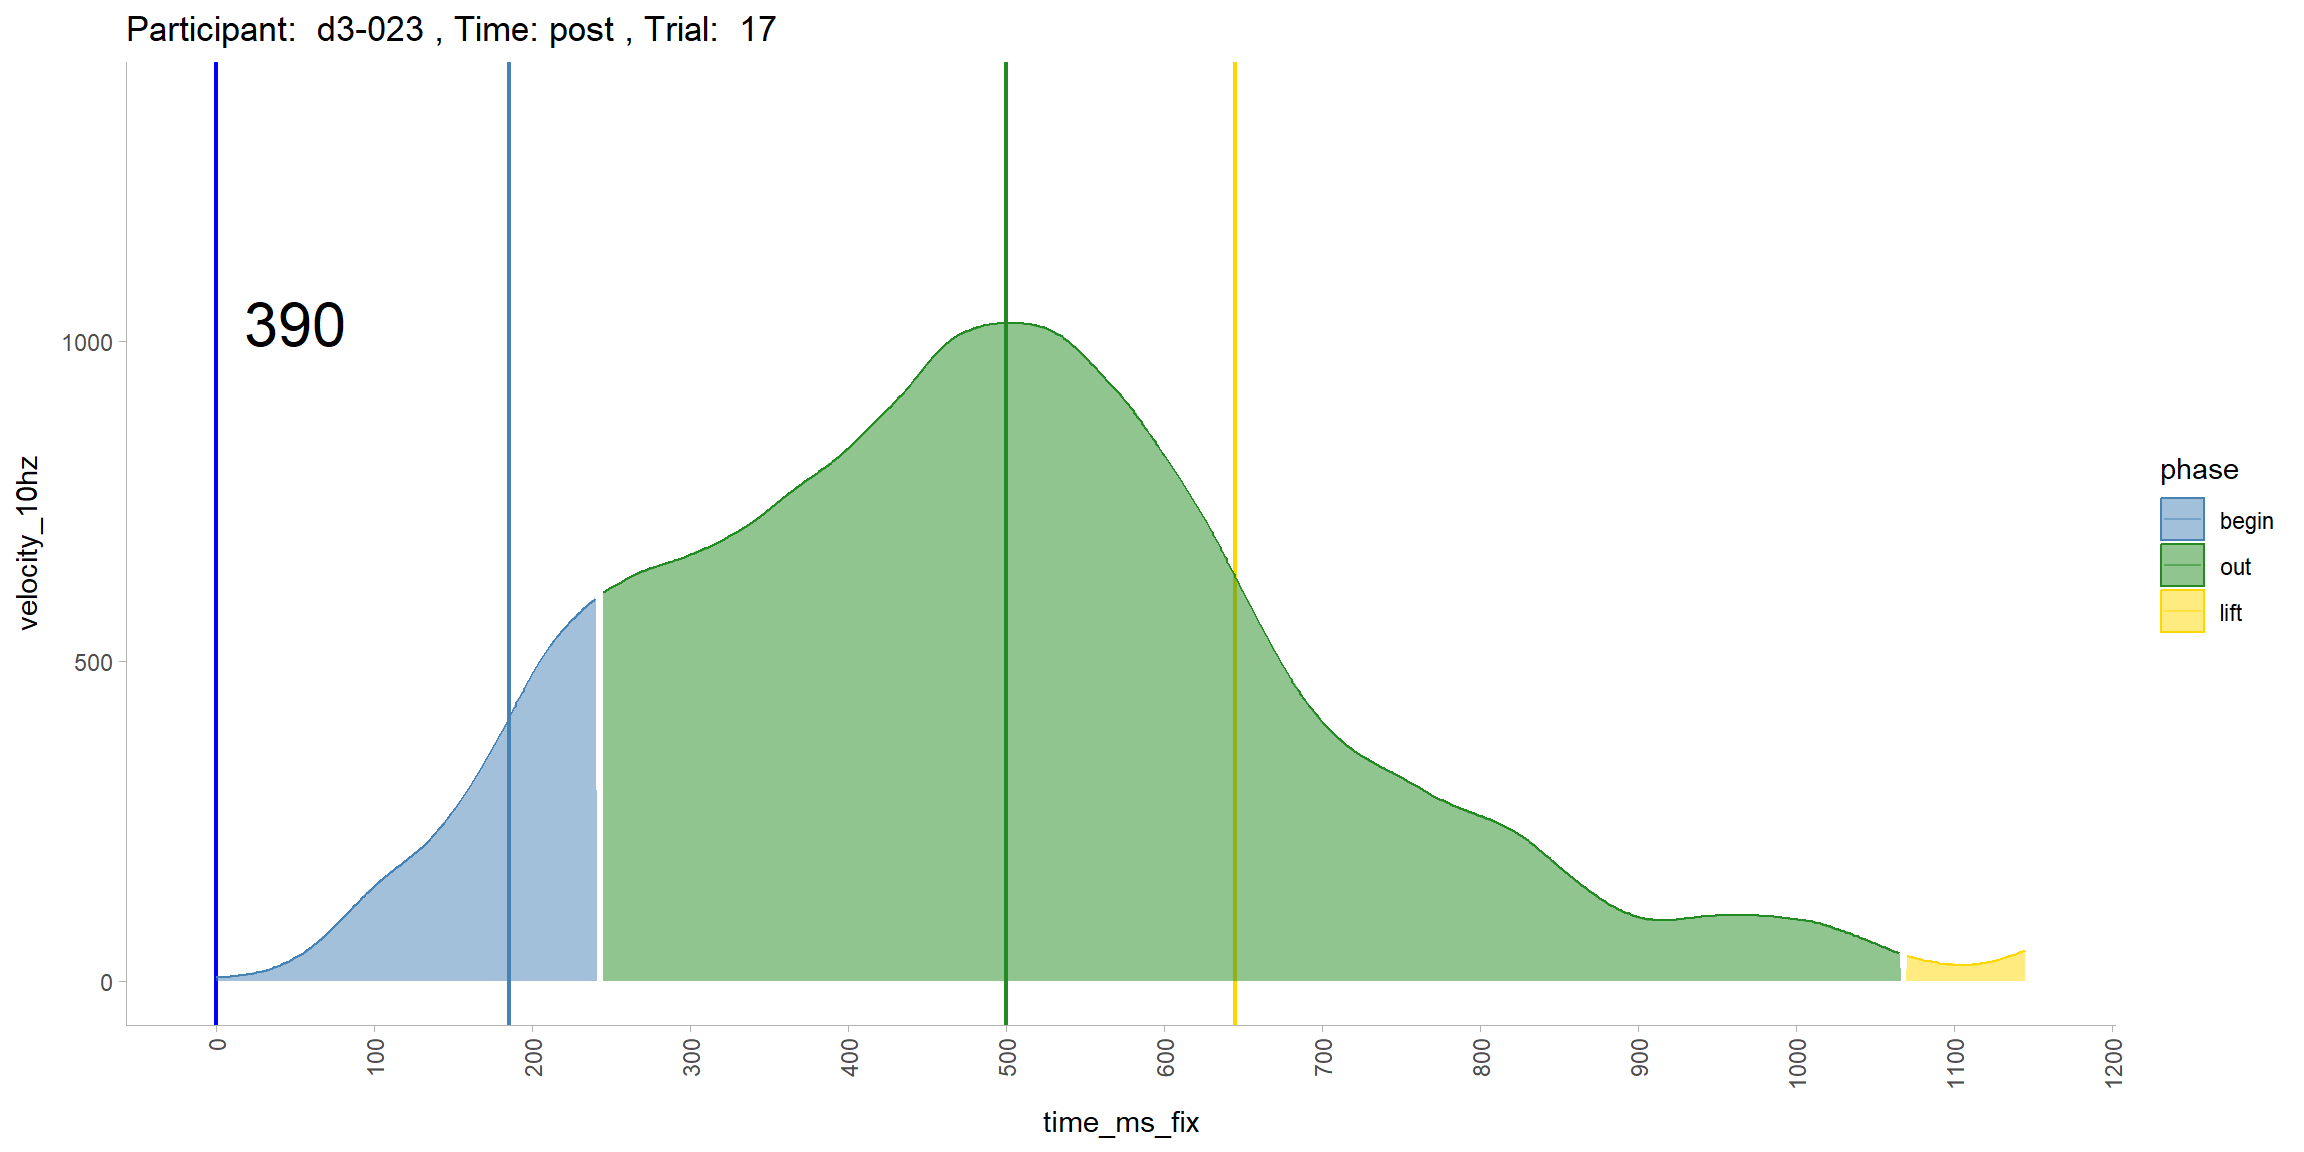 Participant:  d3-023 , Time: post , Trial:  17
390
1000
500
0
velocity_10hz
0 100 200 300 400 500 600 700 800 900 1000 1100 1200
time_ms_fix
phase
begin
out
lift